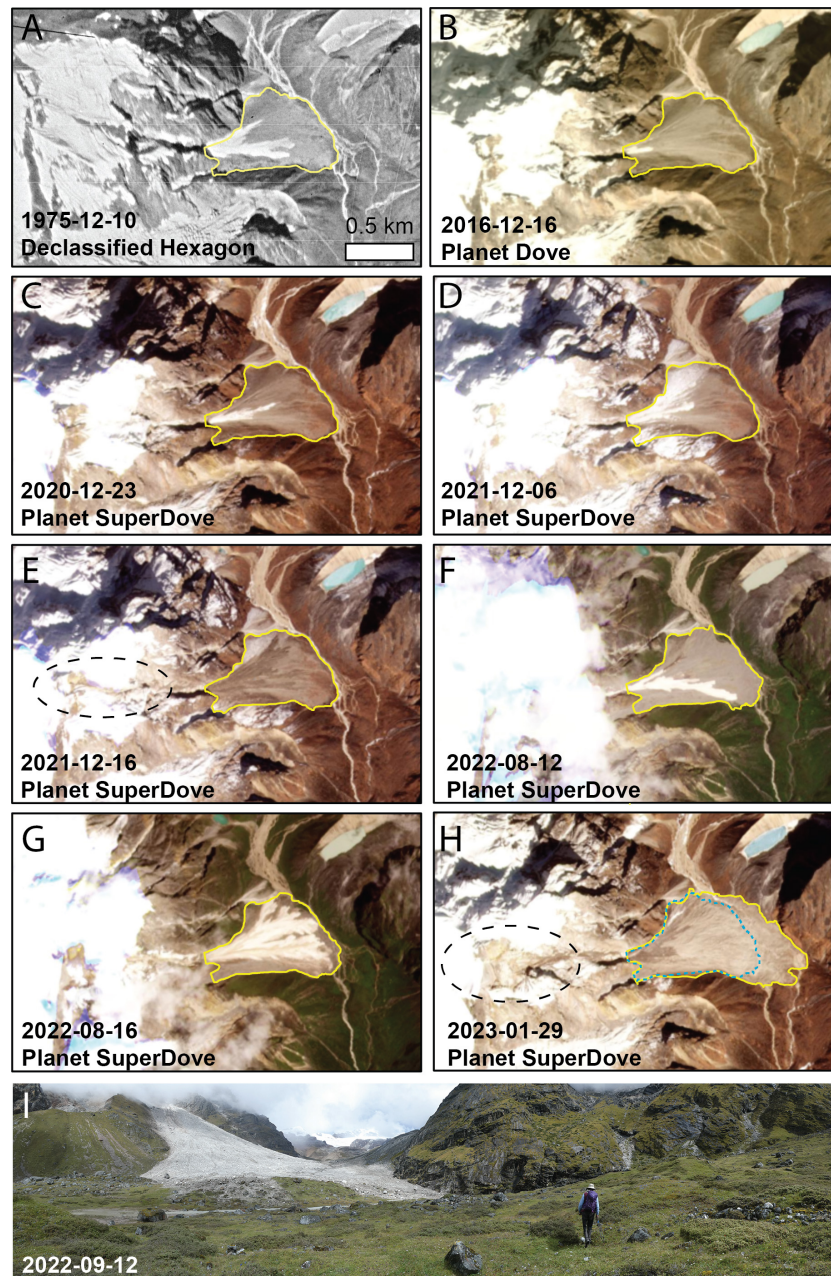 A
1975-12-10
Declassified Hexagon
0.5 km
B
2016-12-16
Planet Dove
C
2020-12-23
Planet SuperDove
D
2021-12-06
Planet SuperDove
E
2021-12-16
Planet SuperDove
F
2022-08-12
Planet SuperDove
G
2022-08-16
Planet SuperDove
H
2023-01-29
Planet SuperDove
I
2022-09-12